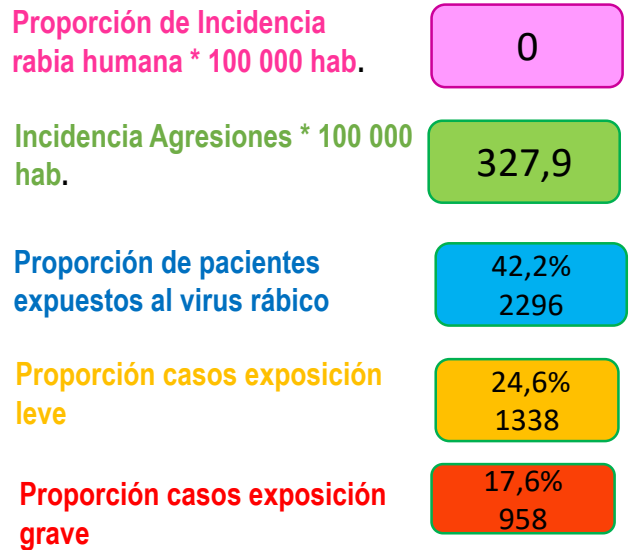 Proporción de Incidencia
rabia humana * 100 000 hab.
0
Incidencia Agresiones * 100 000
hab.
327,9
Proporción de pacientes
expuestos al virus rábico
42,2%
2296
Proporción casos exposición
leve
24,6%
1338
Proporción casos exposición
grave
17,6%
958